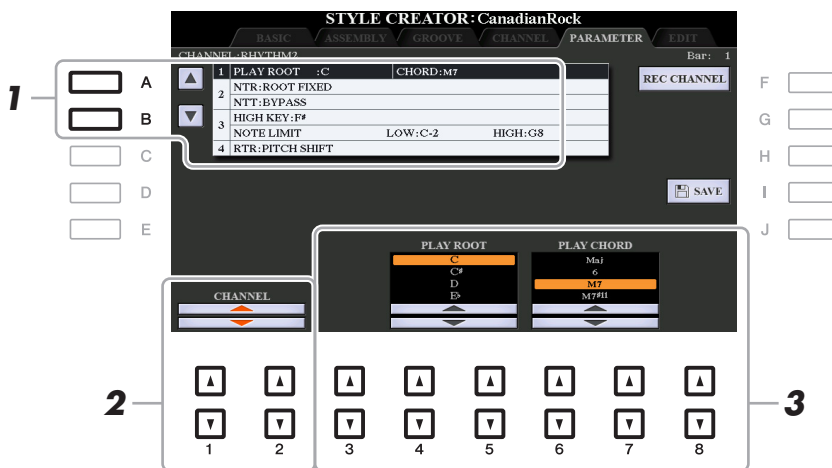 STYLE CREATOR:CanadianRock
BASIC ASSEMBLY GROOVE CHANNEL PARAMETER EDIT
CHANNEL :RHYTHM2 Bar: 1
1 PLAY ROOT :C CHORD:M7
2 NTR:ROOT FIXED
NTT:BYPASS
3 HIGH KEY:F♯
NOTE LIMIT LOW:C-2 HIGH:G8
4 RTR:PITCH SHIFT
REC CHANNEL
SAVE
1
A
B
C
D
E
F
G
H
I
J
PLAY ROOT
C
C♯
D
E♭
PLAY CHORD
Maj
6
M7
M7♯11
CHANNEL
2
3
1 2 3 4 5 6 7 8